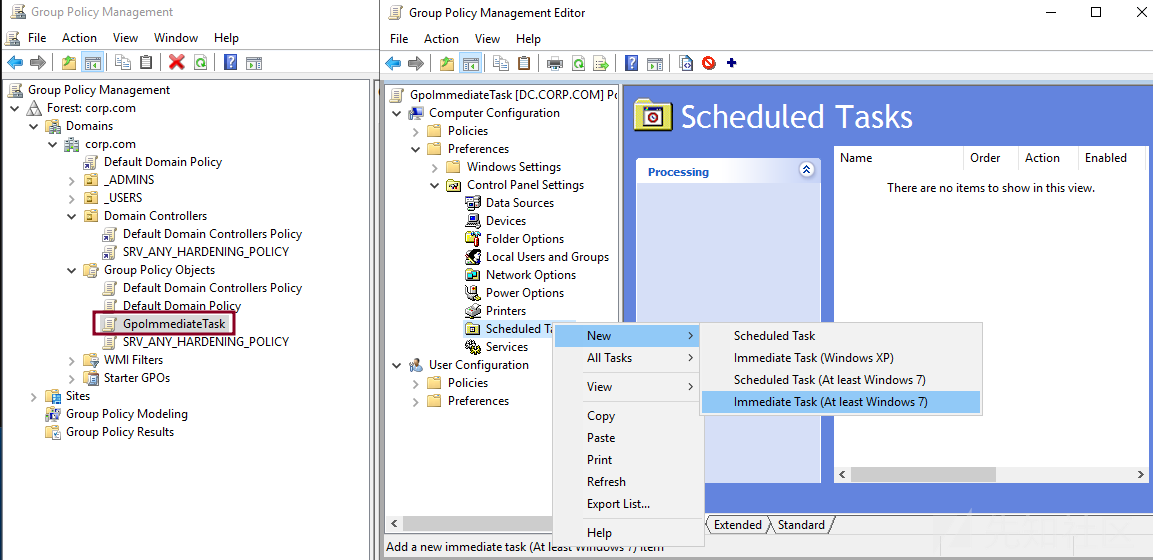 Group Policy Management
File Action View Window Help
Group Policy Management
Forest: corp.com
Domains
corp.com
Default Domain Policy
_ADMINS
_USERS
Domain Controllers
Default Domain Controllers Policy
SRV_ANY_HARDENING_POLICY
Group Policy Objects
Default Domain Controllers Policy
Default Domain Policy
GpoImmediateTask
SRV_ANY_HARDENING_POLICY
WMI Filters
Starter GPOs
Sites
Group Policy Modeling
Group Policy Results
Group Policy Management Editor
File Action View Help
GpoImmediateTask [DC.CORP.COM] Po
Computer Configuration
Policies
Preferences
Windows Settings
Control Panel Settings
Data Sources
Devices
Folder Options
Local Users and Groups
Network Options
Power Options
Printers
Scheduled Ta
Services
User Configuration
Policies
Preferences
Scheduled Tasks
Processing
Name Order Action Enabled
There are no items to show in this view.
New
All Tasks
View
Copy
Paste
Print
Refresh
Export List...
Help
Scheduled Task
Immediate Task (Windows XP)
Scheduled Task (At least Windows 7)
Immediate Task (At least Windows 7)
Extended Standard
Add a new immediate task (At least Windows 7) item
先知社区